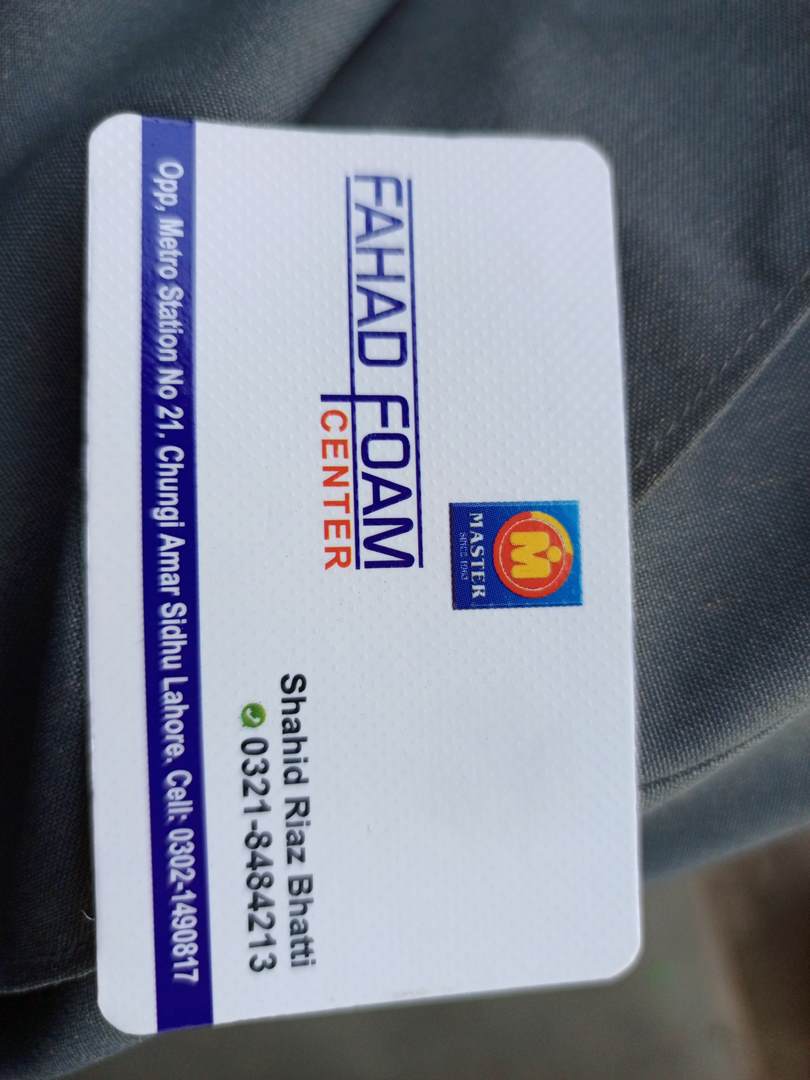 M
MASTER
SINCE 1963
FAHAD FOAM
CENTER
Shahid Riaz Bhatti
0321-8484213
Opp, Metro Station No 21, Chungi Amar Sidhu Lahore. Cell: 0302-1490817